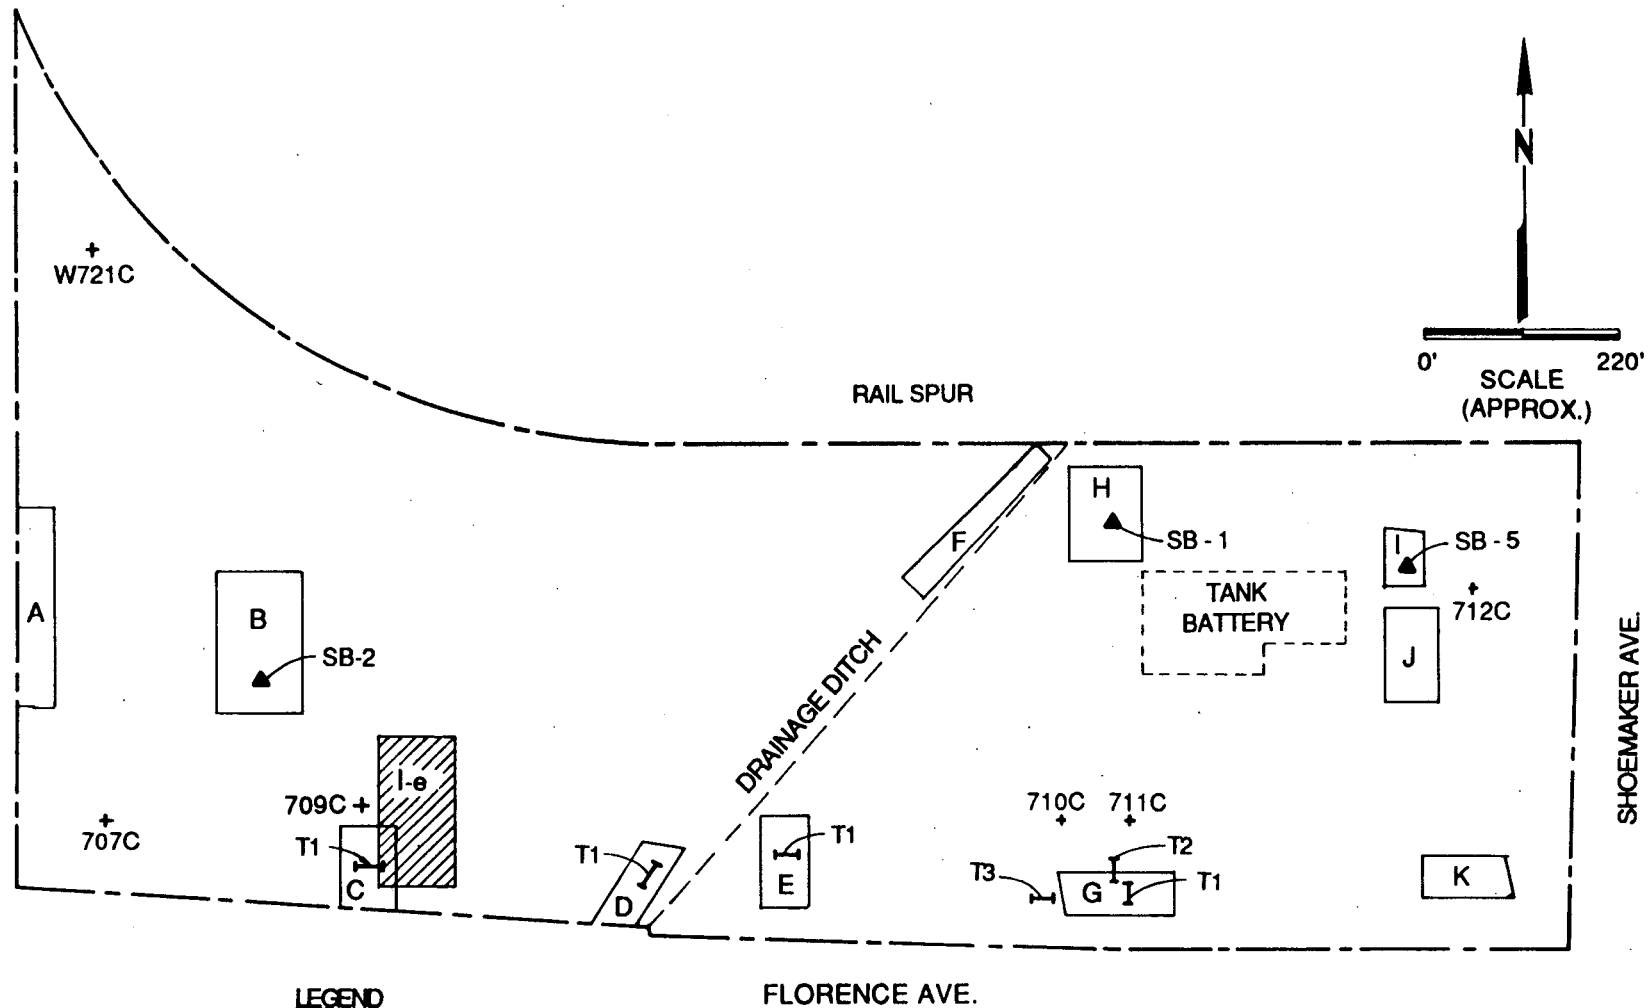 N
0' 220'
SCALE
(APPROX.)
W721C
RAIL SPUR
H
SB - 1
F
I
SB - 5
712C
TANK
BATTERY
A
B
SB-2
J
SHOEMAKER AVE.
DRAINAGE DITCH
I-e
709C
707C
T1
C
T1
D
T1
E
710C 711C
T2
T3
G
T1
K
LEGEND
FLORENCE AVE.